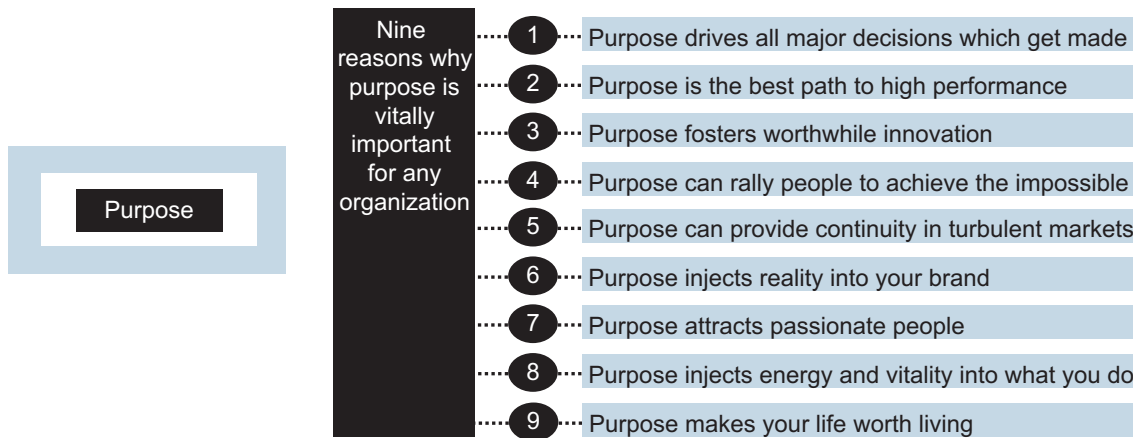 Purpose
Nine
reasons why
purpose is
vitally
important
for any
organization
1 Purpose drives all major decisions which get made
2 Purpose is the best path to high performance
3 Purpose fosters worthwhile innovation
4 Purpose can rally people to achieve the impossible
5 Purpose can provide continuity in turbulent markets
6 Purpose injects reality into your brand
7 Purpose attracts passionate people
8 Purpose injects energy and vitality into what you do
9 Purpose makes your life worth living